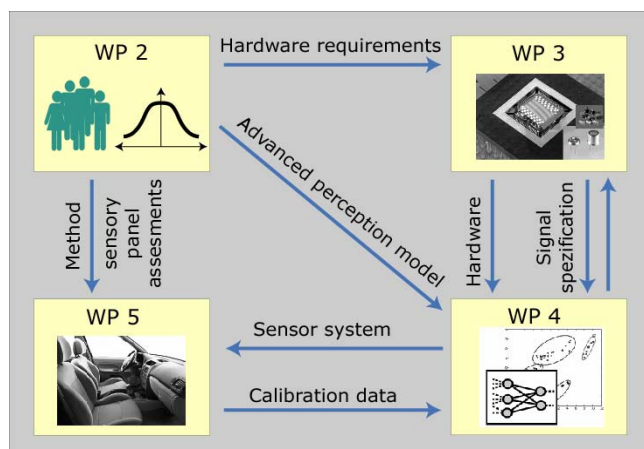 WP 2
Hardware requirements
WP 3
Advanced perception model
Method
sensory
panel
assesments
Hardware
Signal
spezification
WP 5
Sensor system
WP 4
Calibration data